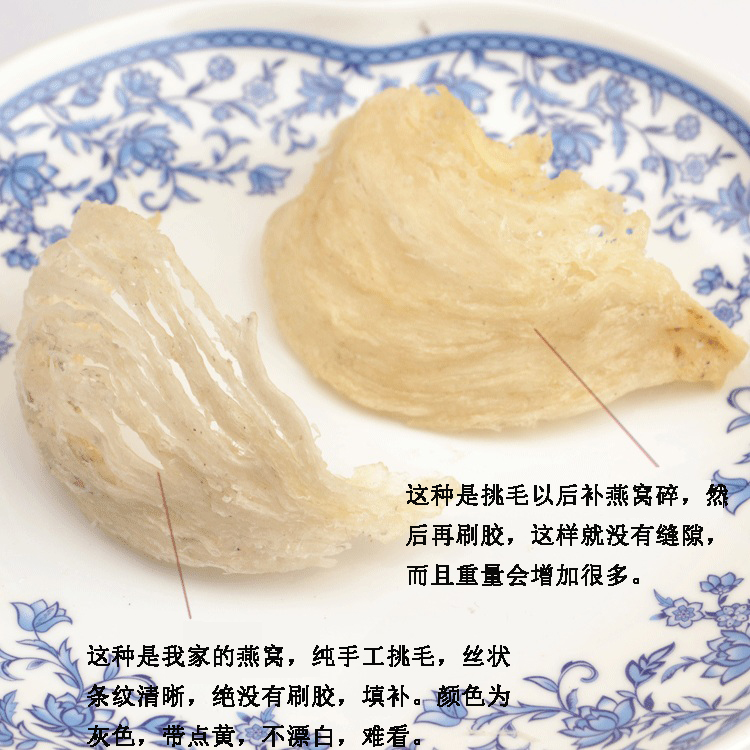 这种是挑毛以后补燕窝碎，然
后再刷胶，这样就没有缝隙，
而且重量会增加很多。
这种是我家的燕窝，纯手工挑毛，丝状
条纹清晰，绝没有刷胶，填补。颜色为
灰色，带点黄，不漂白，难看。